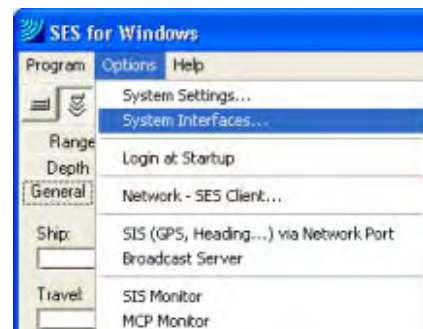 SES for Windows
Program Options Help
System Settings...
System Interfaces...
Range
Depth
Login at Startup
General
Network - SES Client...
Ship:
SIS (GPS, Heading...) via Network Port
Broadcast Server
Travel:
SIS Monitor
MCP Monitor